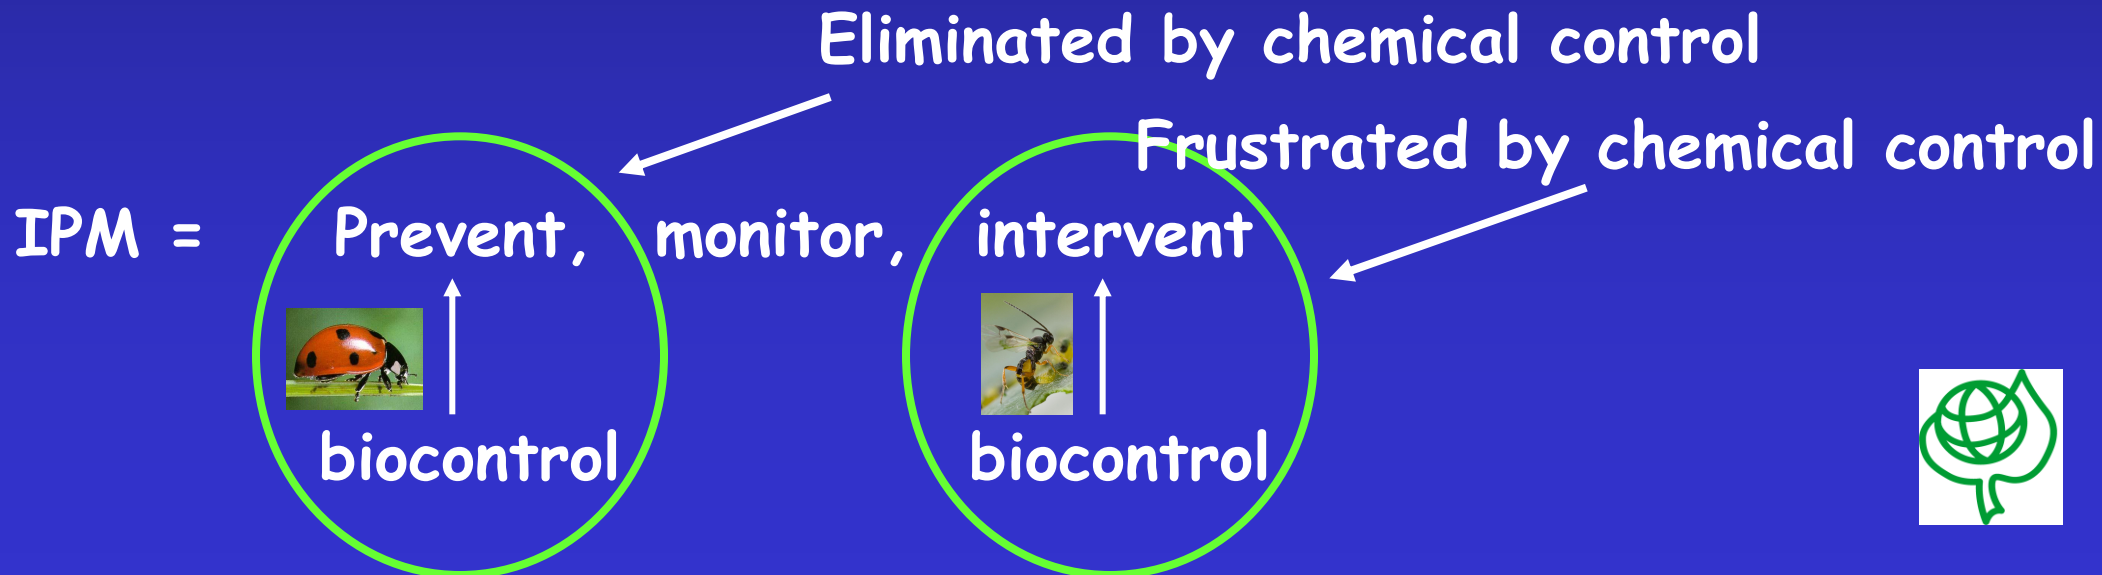 Eliminated by chemical control
Frustrated by chemical control
IPM = Prevent, monitor, intervent
biocontrol biocontrol